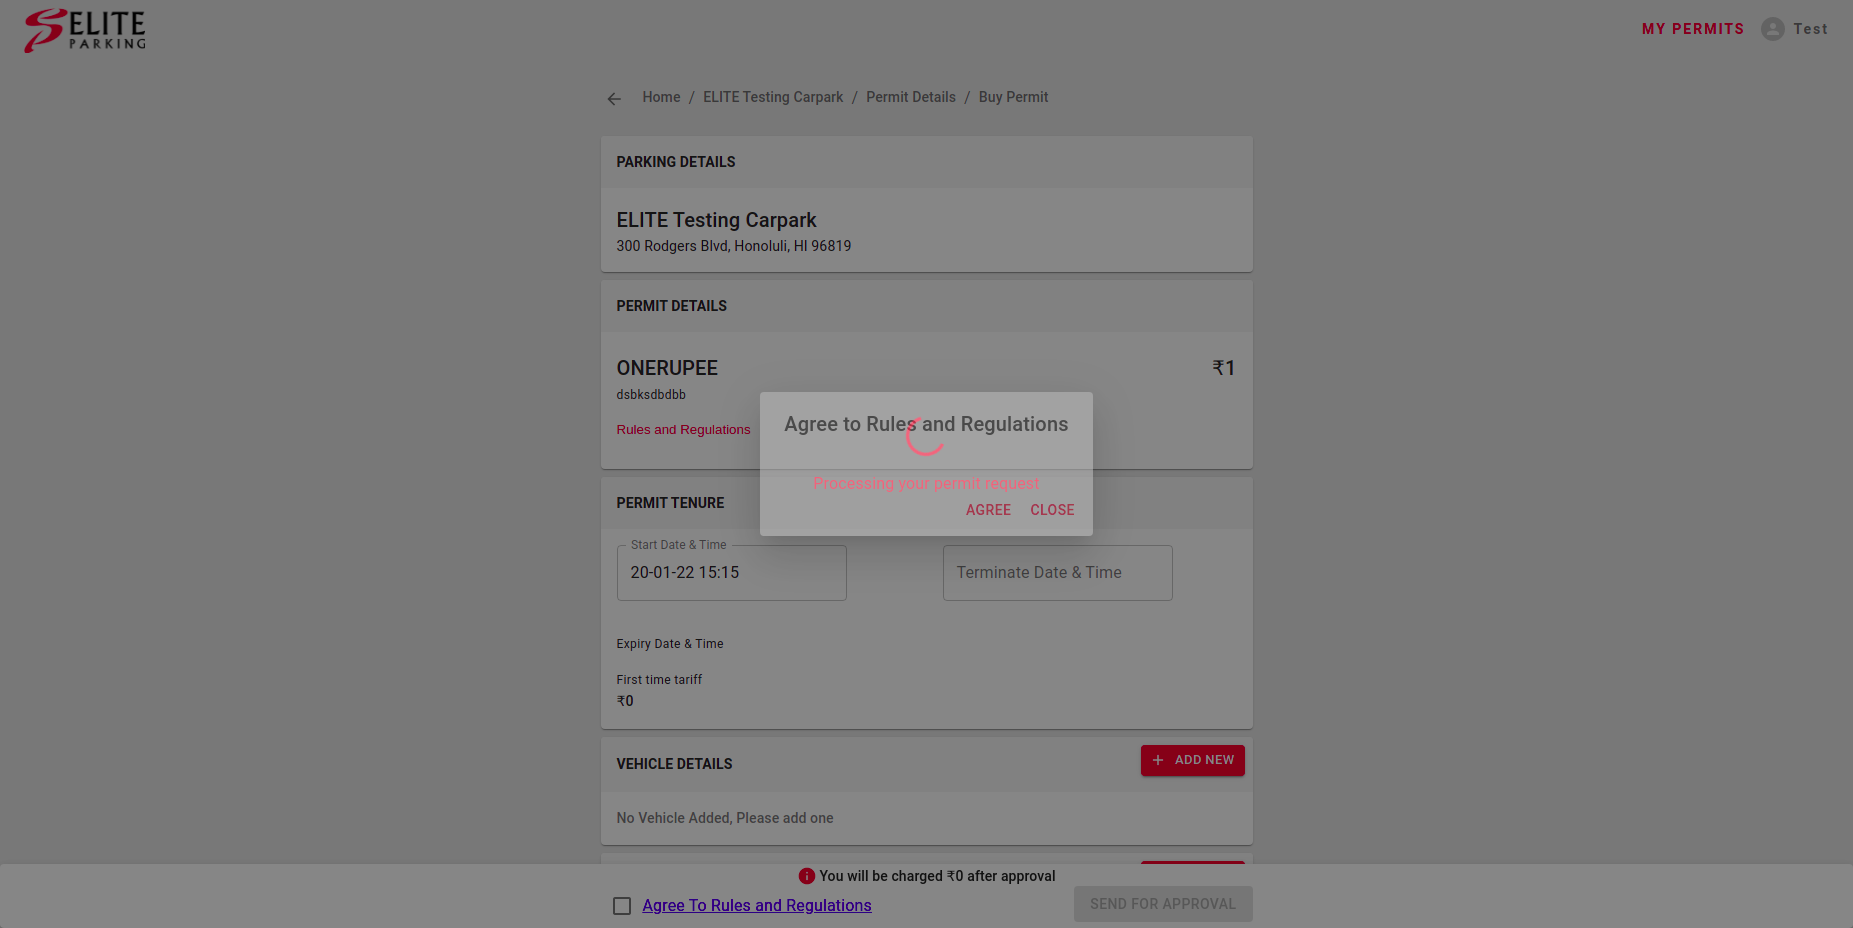 ELITE
PARKING
MY PERMITS
Test
Home / ELITE Testing Carpark / Permit Details / Buy Permit
PARKING DETAILS
ELITE Testing Carpark
300 Rodgers Blvd, Honoluli, HI 96819
PERMIT DETAILS
ONERUPEE
₹1
dsbksdbdbb
Rules and Regulations
Agree to Rules and Regulations
Processing your permit request
AGREE CLOSE
PERMIT TENURE
Start Date & Time
20-01-22 15:15
Terminate Date & Time
Expiry Date & Time
First time tariff
₹0
VEHICLE DETAILS
+ ADD NEW
No Vehicle Added, Please add one
You will be charged ₹0 after approval
Agree To Rules and Regulations
SEND FOR APPROVAL